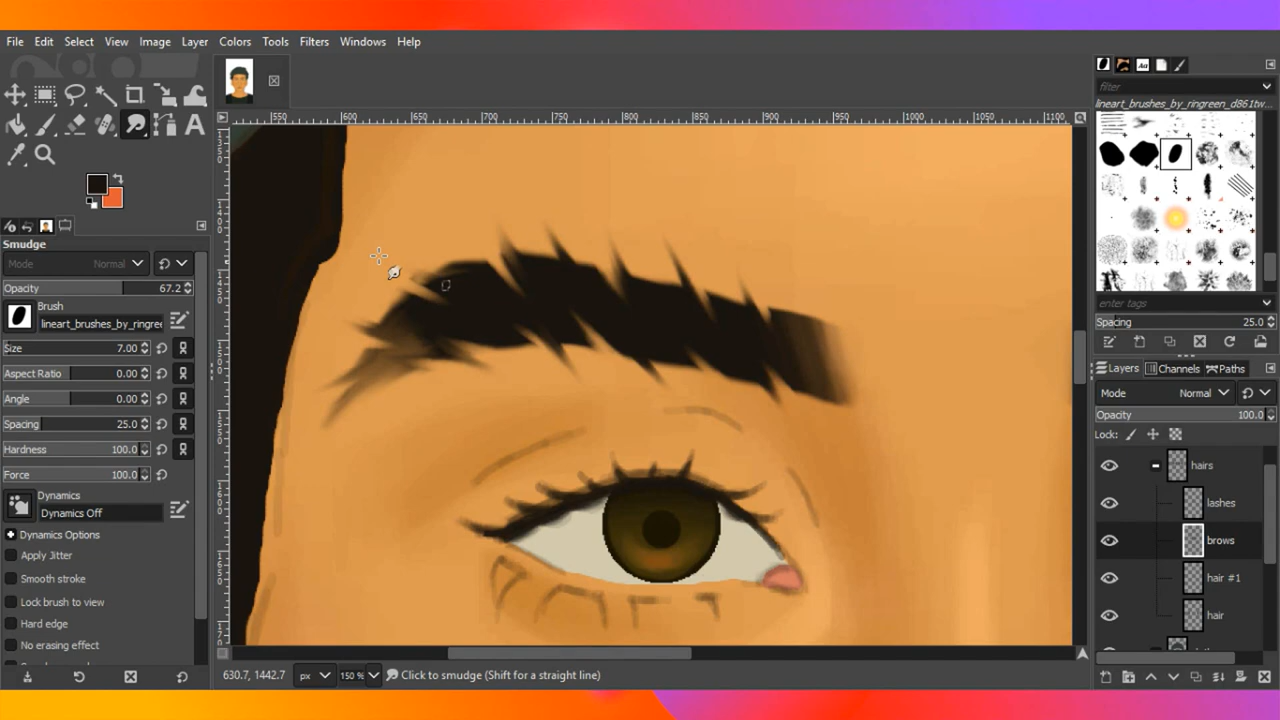 File Edit Select View Image Layer Colors Tools Filters Windows Help
550 600 650 700 750 800 850 900 950 1000 1050 1100
filter
lineart_brushes_by_ringreen_d861tw...
Smudge
Mode Normal
Opacity 67.2
Brush
lineart_brushes_by_ringree
Size 7.00
Aspect Ratio 0.00
Angle 0.00
Spacing 25.0
Hardness 100.0
Force 100.0
Dynamics
Dynamics Off
Dynamics Options
Apply Jitter
Smooth stroke
Lock brush to view
Hard edge
No erasing effect
enter tags
Spacing 25.0
Layers Channels Paths
Mode Normal
Opacity 100.0
Lock:
hairs
lashes
brows
hair #1
hair
630.7, 1442.7 px 150 % Click to smudge (Shift for a straight line)